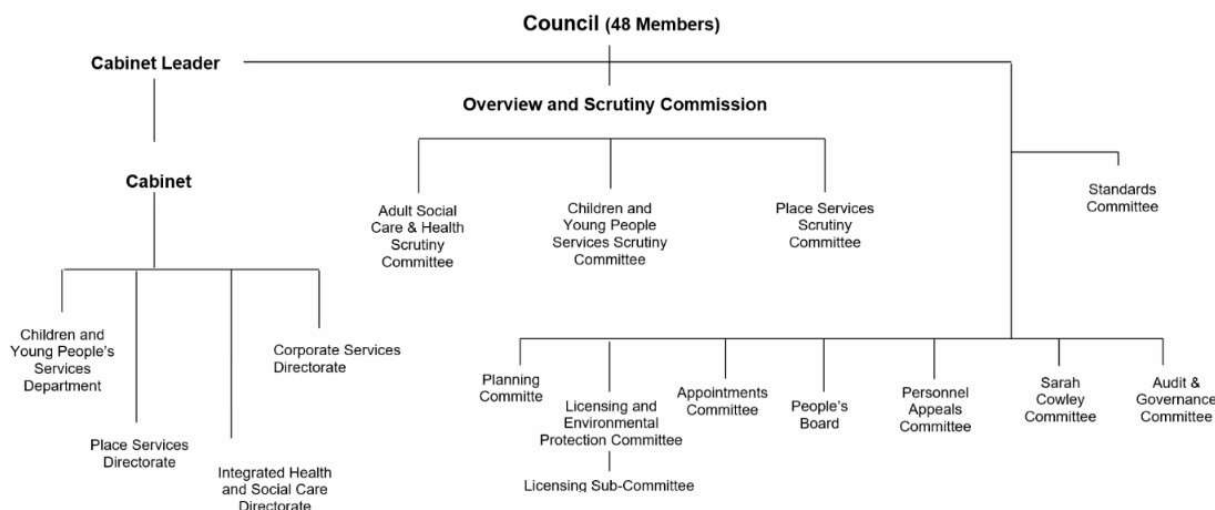 Council (48 Members)
Cabinet Leader
Overview and Scrutiny Commission
Cabinet
Adult Social
Care & Health
Scrutiny
Committee
Children and
Young People
Services Scrutiny
Committee
Place Services
Scrutiny
Committee
Standards
Committee
Children and
Young People's
Services
Department
Place Services
Directorate
Integrated Health
and Social Care
Directorate
Corporate Services
Directorate
Planning
Committe
Licensing and
Environmental
Protection Committee
Licensing Sub-Committee
Appointments
Committee
People's
Board
Personnel
Appeals
Committee
Sarah
Cowley
Committee
Audit &
Governance
Committee